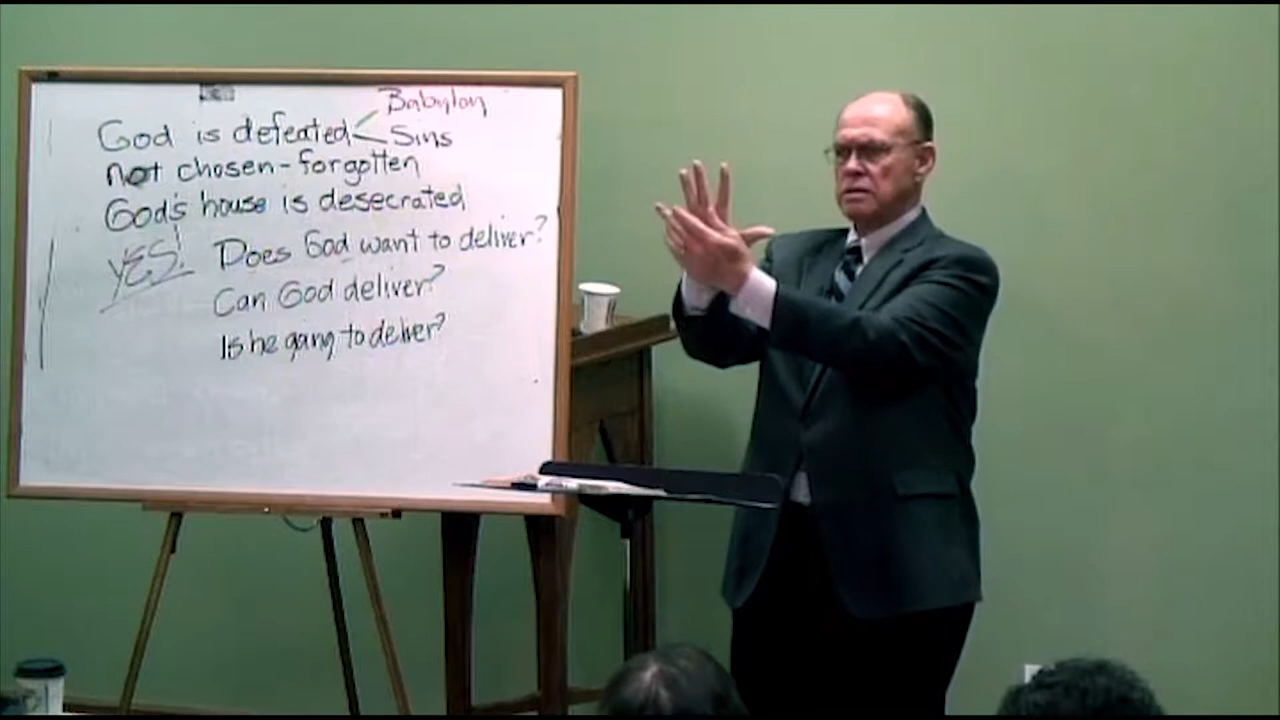 Babylon
God is defeated < Sins
not chosen - forgotten
God's house is desecrated
YES! Does God want to deliver?
Can God deliver?
Is he going to deliver?